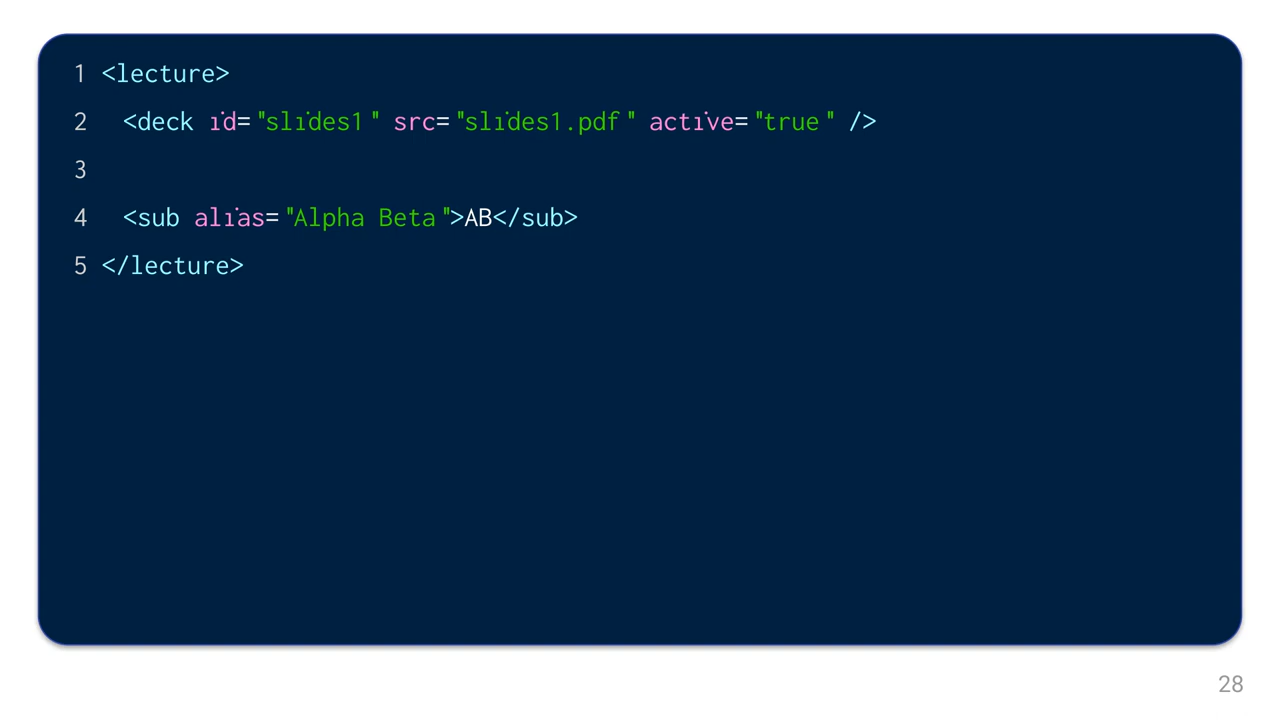 1 <lecture>
2   <deck id="slides1" src="slides1.pdf" active="true" />
3
4   <sub alias="Alpha Beta">AB</sub>
5 </lecture>
28